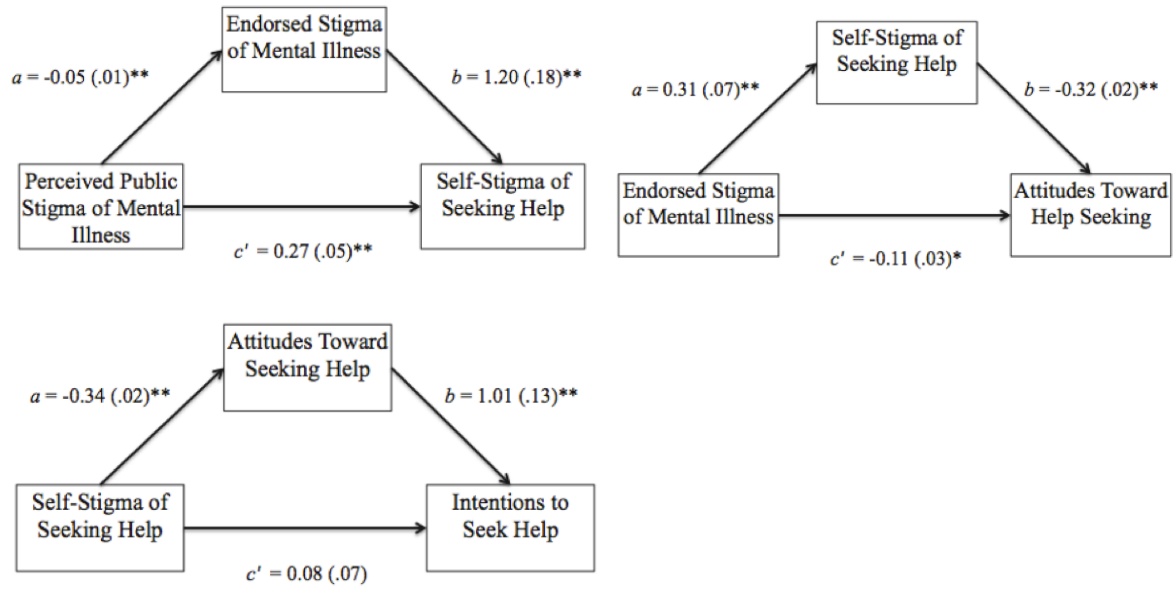 Endorsed Stigma
of Mental Illness
a = -0.05 (.01)**
b = 1.20 (.18)**
Perceived Public
Stigma of Mental
Illness
Self-Stigma of
Seeking Help
c' = 0.27 (.05)**
Self-Stigma of
Seeking Help
a = 0.31 (.07)**
b = -0.32 (.02)**
Endorsed Stigma
of Mental Illness
Attitudes Toward
Help Seeking
c' = -0.11 (.03)*
Attitudes Toward
Seeking Help
a = -0.34 (.02)**
b = 1.01 (.13)**
Self-Stigma of
Seeking Help
Intentions to
Seek Help
c' = 0.08 (.07)